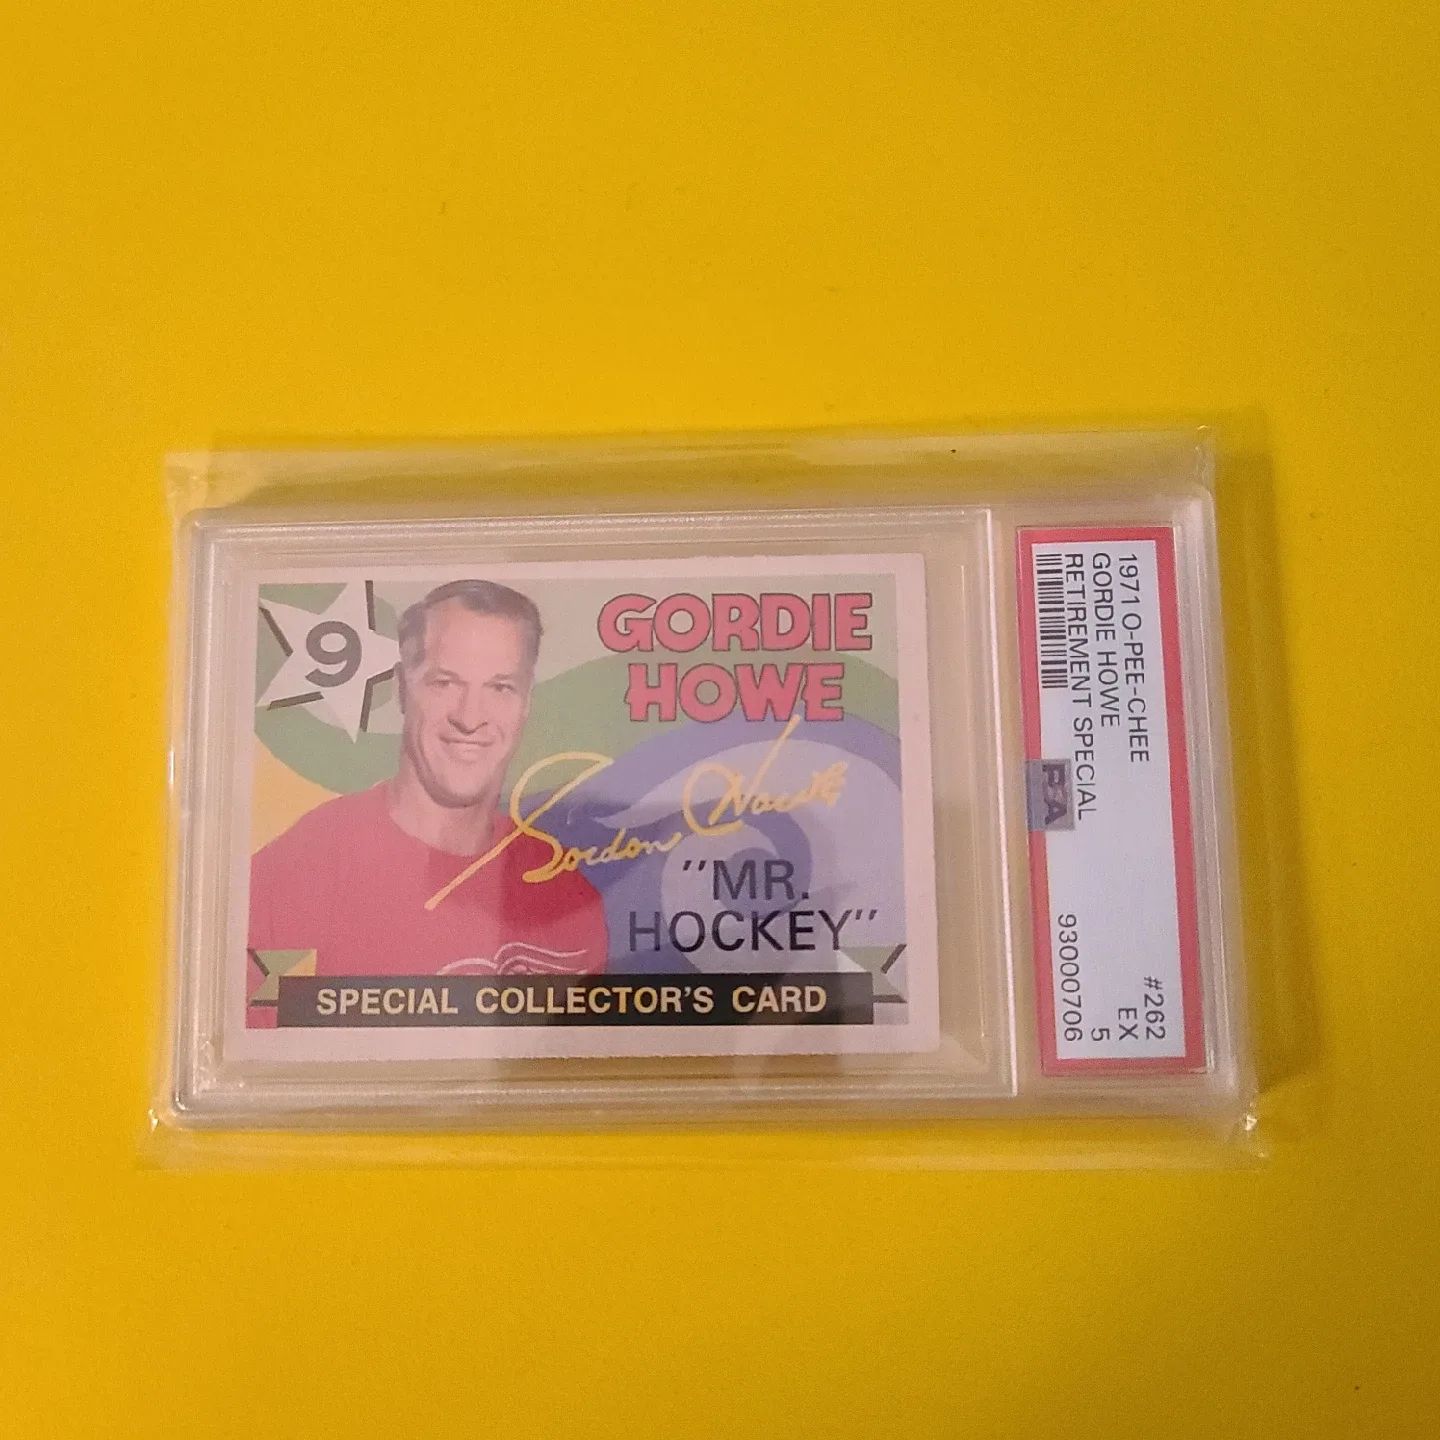 9
GORDIE
HOWE
Gordon Howe
"MR.
HOCKEY"
SPECIAL COLLECTOR'S CARD
1971 O-PEE-CHEE
#262
GORDIE HOWE
EX
RETIREMENT SPECIAL
5
PSA
93000706